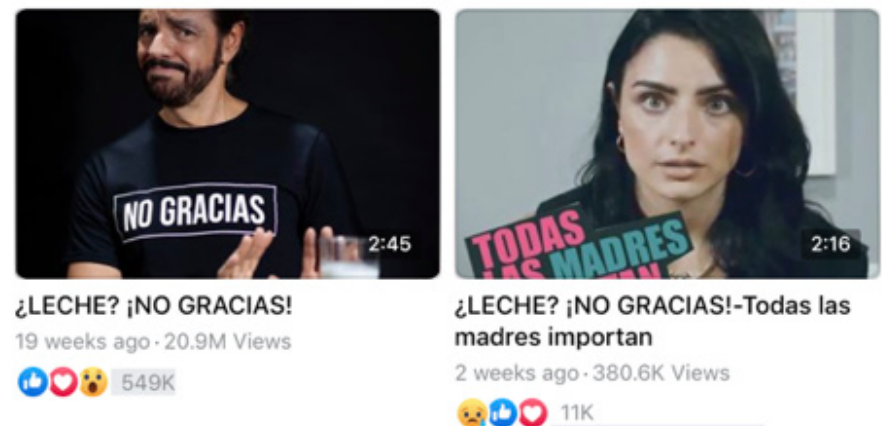 NO GRACIAS
2:45
¿LECHE? ¡NO GRACIAS!
19 weeks ago · 20.9M Views
549K
TODAS
LAS MADRES
2:16
¿LECHE? ¡NO GRACIAS!-Todas las
madres importan
2 weeks ago · 380.6K Views
11K